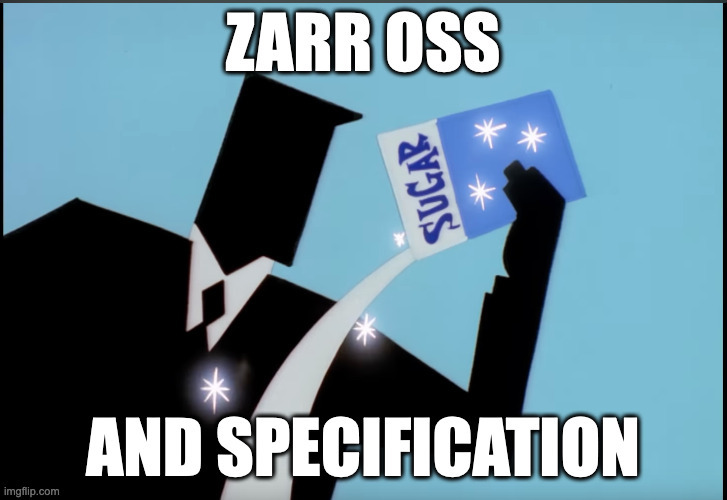 ZARR OSS
SUGAR
AND SPECIFICATION
imgflip.com